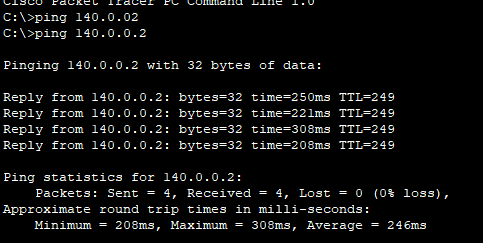 Cisco Packet Tracer PC Command Line 1.0
C:\>ping 140.0.02
C:\>ping 140.0.0.2
Pinging 140.0.0.2 with 32 bytes of data:
Reply from 140.0.0.2: bytes=32 time=250ms TTL=249
Reply from 140.0.0.2: bytes=32 time=221ms TTL=249
Reply from 140.0.0.2: bytes=32 time=308ms TTL=249
Reply from 140.0.0.2: bytes=32 time=208ms TTL=249
Ping statistics for 140.0.0.2:
Packets: Sent = 4, Received = 4, Lost = 0 (0% loss),
Approximate round trip times in milli-seconds:
Minimum = 208ms, Maximum = 308ms, Average = 246ms